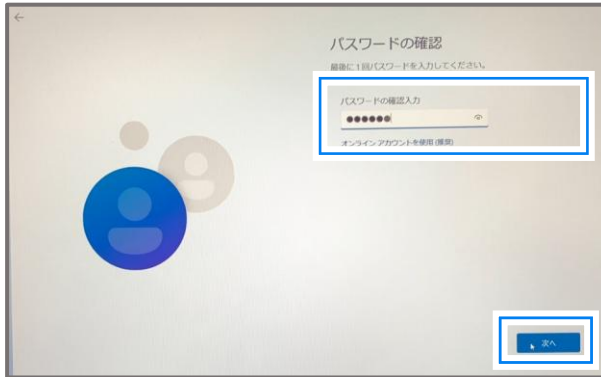 ←
パスワードの確認
最後に1回パスワードを入力してください。
パスワードの確認入力
●●●●●●
オンライン アカウントを使用 (推奨)
次へ